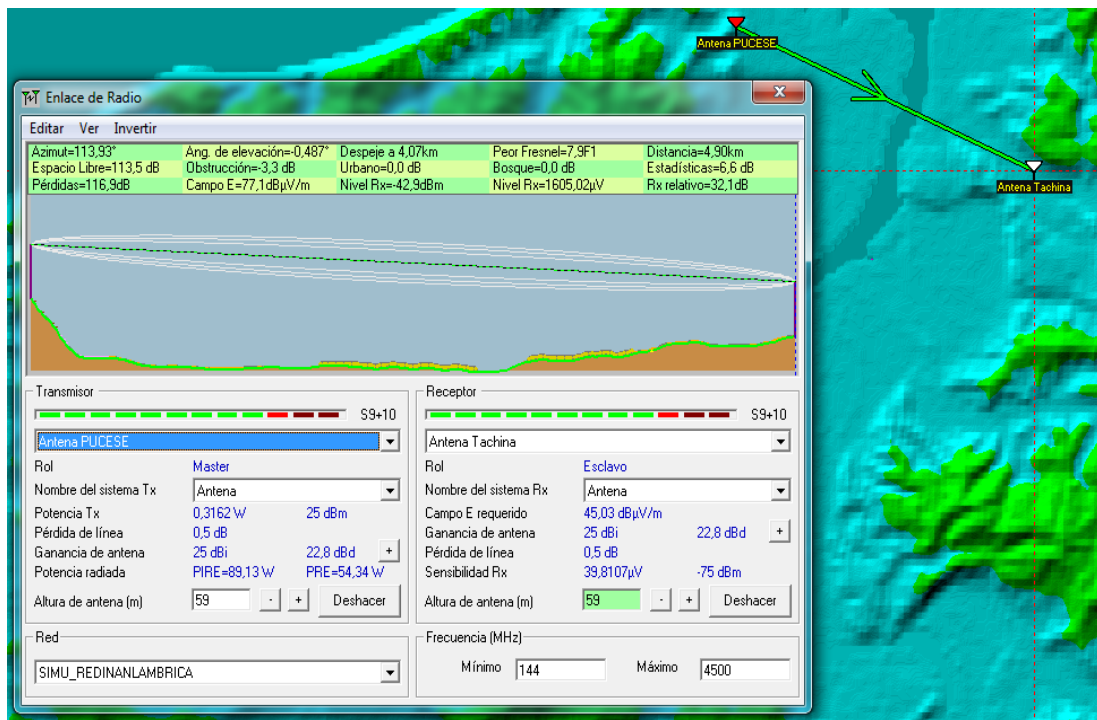 Antena PUCESE
Antena Tachina
Enlace de Radio
x
Editar Ver Invertir
Azimut=113,93° Ang. de elevación=-0,487° Despeje a 4,07km Peor Fresnel=7,9F1 Distancia=4,90km
Espacio Libre=113,5 dB Obstrucción=-3,3 dB Urbano=0,0 dB Bosque=0,0 dB Estadísticas=6,6 dB
Pérdidas=116,9dB Campo E=77,1dBµV/m Nivel Rx=-42,9dBm Nivel Rx=1605,02µV Rx relativo=32,1dB
Transmisor
S9+10
Antena PUCESE
Rol Master
Nombre del sistema Tx Antena
Potencia Tx 0,3162 W 25 dBm
Pérdida de línea 0,5 dB
Ganancia de antena 25 dBi 22,8 dBd +
Potencia radiada PIRE=89,13 W PRE=54,34 W
Altura de antena (m) 59 - + Deshacer
Receptor
S9+10
Antena Tachina
Rol Esclavo
Nombre del sistema Rx Antena
Campo E requerido 45,03 dBµV/m
Ganancia de antena 25 dBi 22,8 dBd +
Pérdida de línea 0,5 dB
Sensibilidad Rx 39,8107µV -75 dBm
Altura de antena (m) 59 - + Deshacer
Red
SIMU_REDINANLAMBRICA
Frecuencia (MHz)
Mínimo 144 Máximo 4500